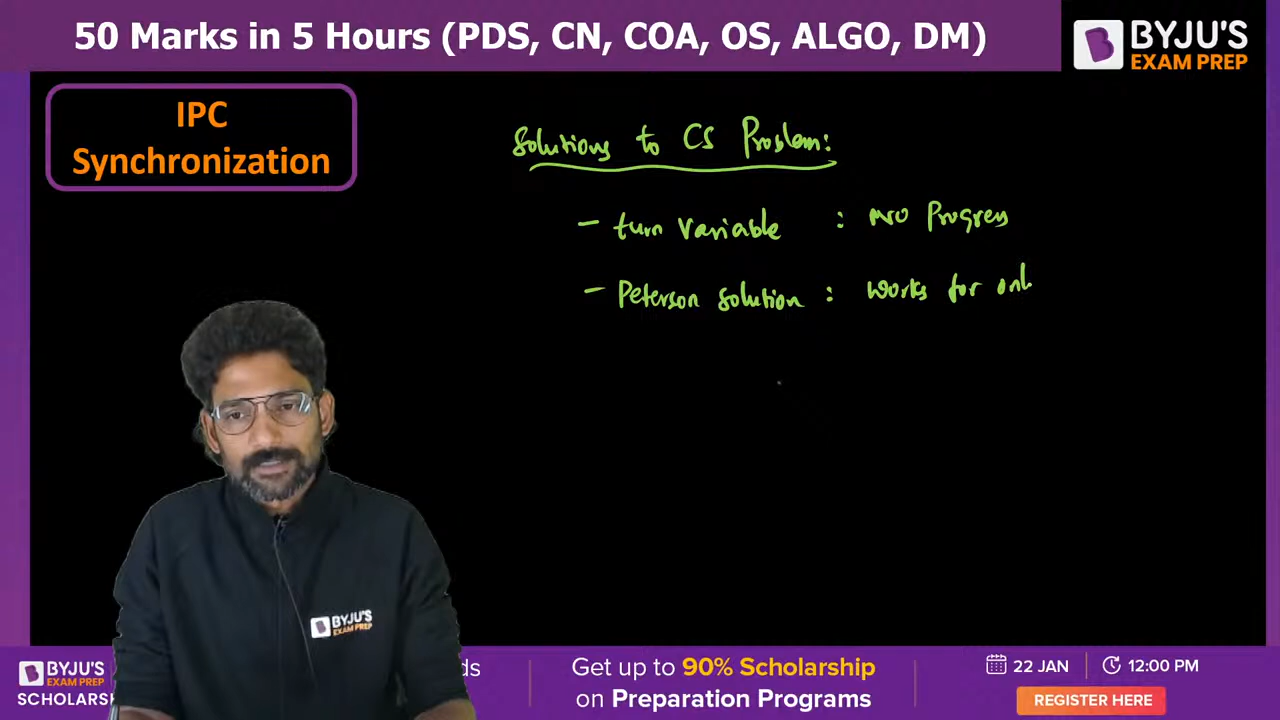 50 Marks in 5 Hours (PDS, CN, COA, OS, ALGO, DM)
BYJU'S
EXAM PREP
IPC
Synchronization
Solutions to CS Problem:
- turn variable : No Progress
- Peterson solution : works for onl
BYJU'S
EXAM PREP
BYJU'S
EXAM PREP
SCHOLARSH
ds
Get up to 90% Scholarship
on Preparation Programs
22 JAN
12:00 PM
REGISTER HERE